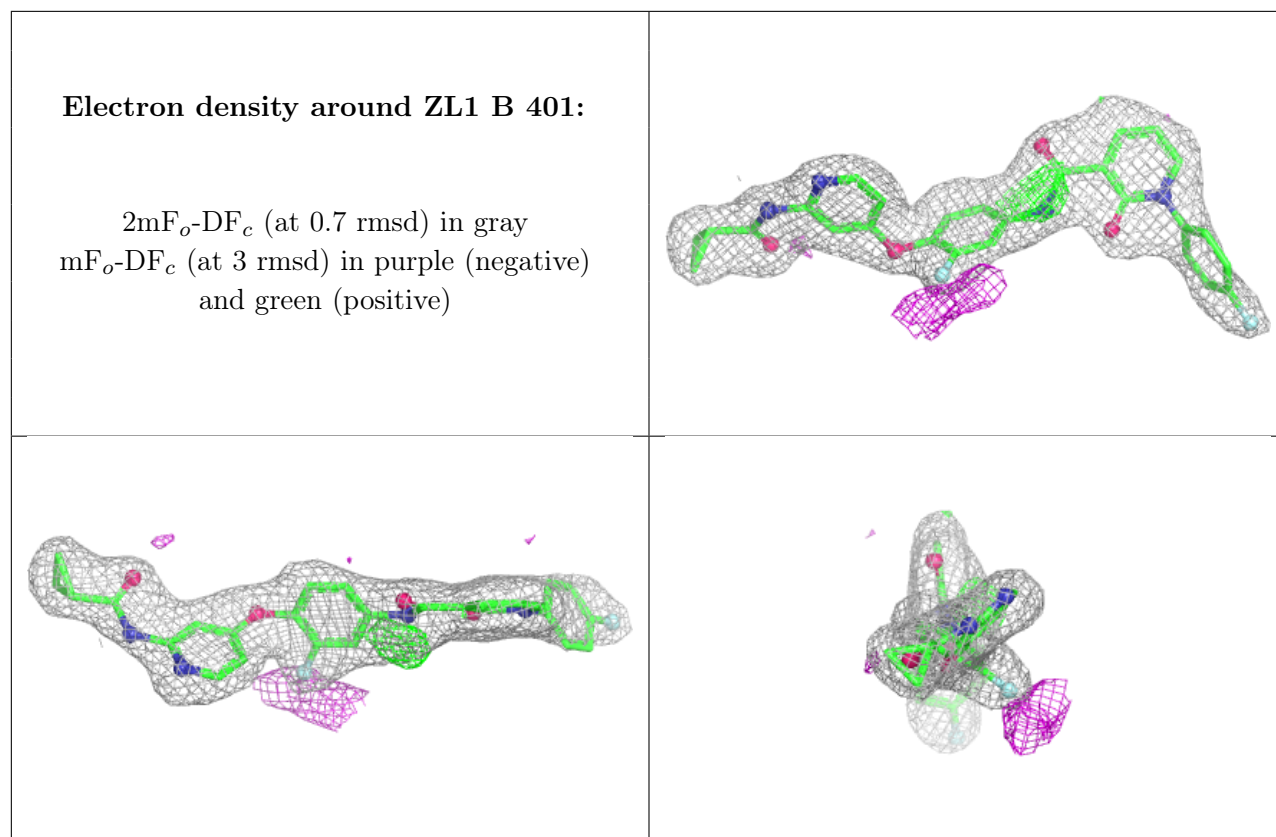 Electron density around ZL1 B 401:
2mFₒ-DF𝒸 (at 0.7 rmsd) in gray
mFₒ-DF𝒸 (at 3 rmsd) in purple (negative)
and green (positive)